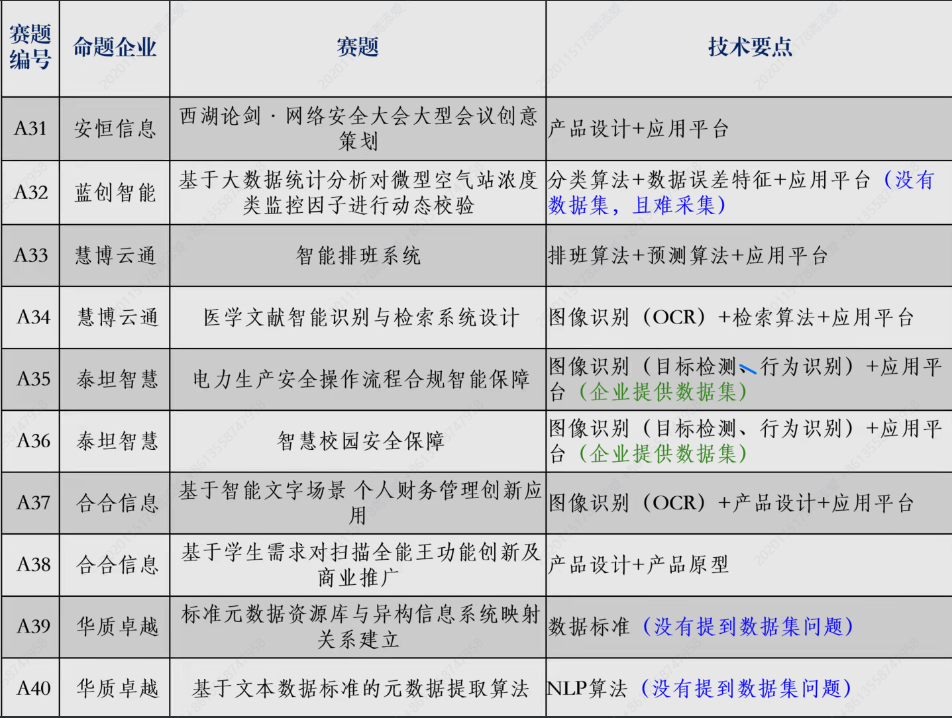 赛题
编号
命题企业
赛题
技术要点
A31
安恒信息
西湖论剑·网络安全大会大型会议创意
策划
产品设计+应用平台
A32
蓝创智能
基于大数据统计分析对微型空气站浓度
类监控因子进行动态校验
分类算法+数据误差特征+应用平台（没有
数据集，且难采集）
A33
慧博云通
智能排班系统
排班算法+预测算法+应用平台
A34
慧博云通
医学文献智能识别与检索系统设计
图像识别（OCR）+检索算法+应用平台
A35
泰坦智慧
电力生产安全操作流程合规智能保障
图像识别（目标检测、行为识别）+应用平
台（企业提供数据集）
A36
泰坦智慧
智慧校园安全保障
图像识别（目标检测、行为识别）+应用平
台（企业提供数据集）
A37
合合信息
基于智能文字场景 个人财务管理创新应
用
图像识别（OCR）+产品设计+应用平台
A38
合合信息
基于学生需求对扫描全能王功能创新及
商业推广
产品设计+产品原型
A39
华质卓越
标准元数据资源库与异构信息系统映射
关系建立
数据标准（没有提到数据集问题）
A40
华质卓越
基于文本数据标准的元数据提取算法
NLP算法（没有提到数据集问题）